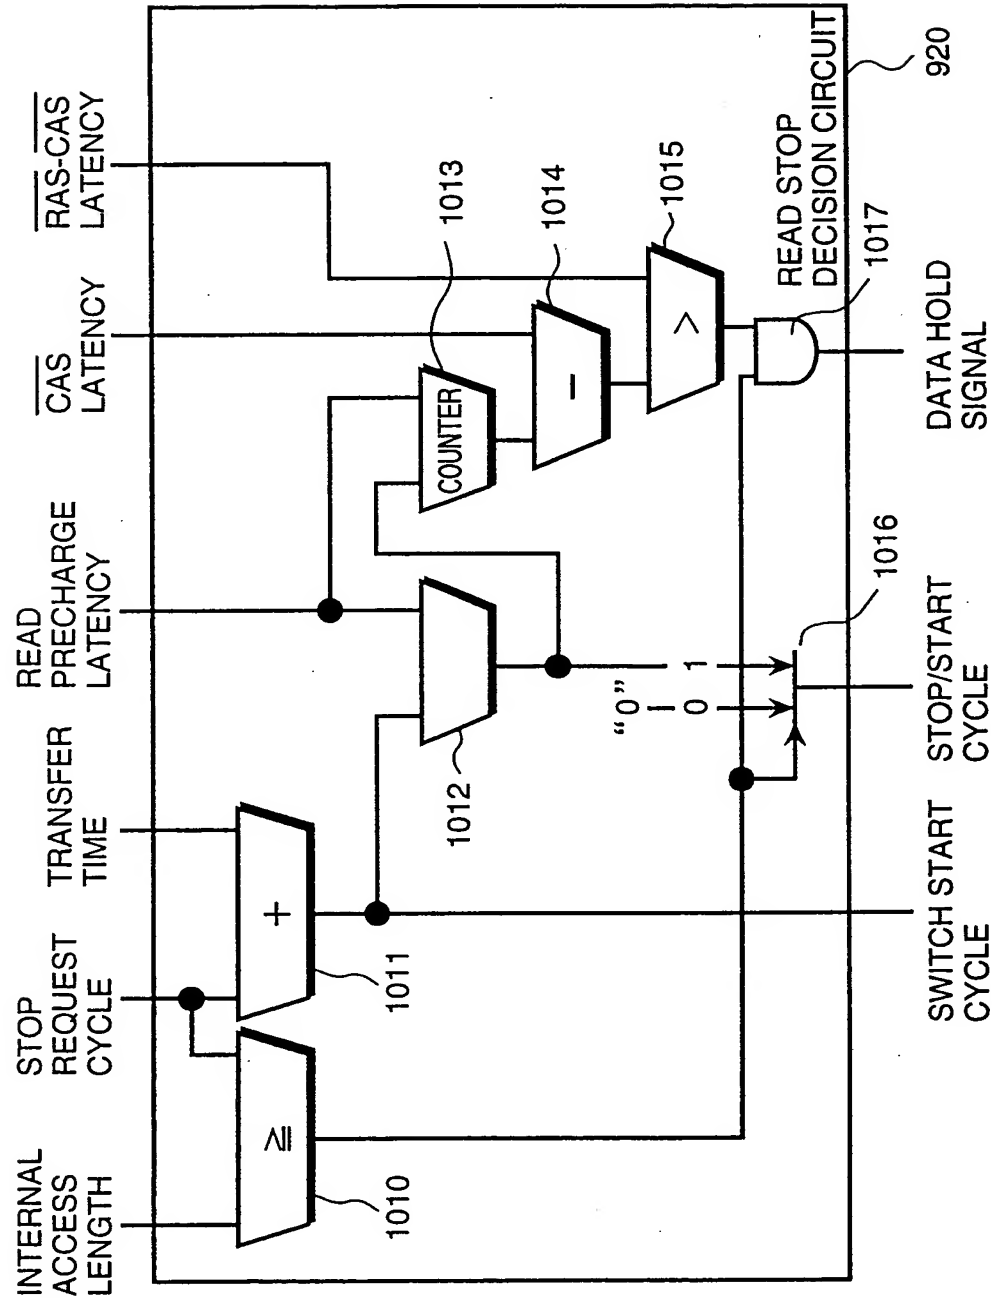 INTERNAL
ACCESS
LENGTH
STOP
REQUEST
CYCLE
TRANSFER
TIME
READ
PRECHARGE
LATENCY
CAS
LATENCY
RAS-CAS
LATENCY
≧
1010
+
1011
1012
COUNTER
1013
−
1014
>
1015
"0"
0
1
1016
1017
READ STOP
DECISION CIRCUIT
920
SWITCH START
CYCLE
STOP/START
CYCLE
DATA HOLD
SIGNAL